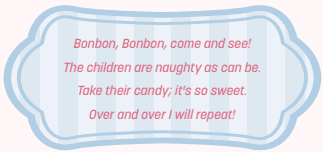 Bonbon, Bonbon, come and see!
The children are naughty as can be.
Take their candy; it's so sweet.
Over and over I will repeat!